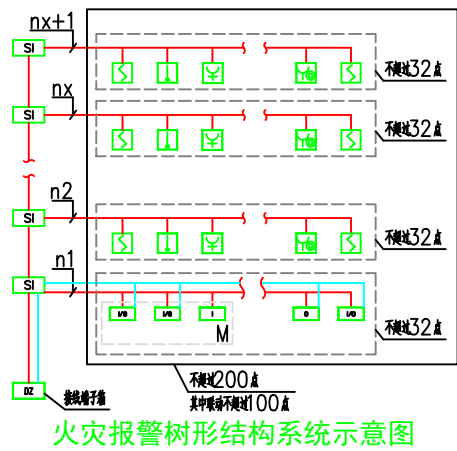 nx+1
SI
不超过32点
nx
SI
不超过32点
n2
SI
不超过32点
n1
SI
I/O
I/O
I
O
I/O
M
不超过32点
DZ
接线端子箱
不超过200点
其中联动不超过100点
火灾报警树形结构系统示意图